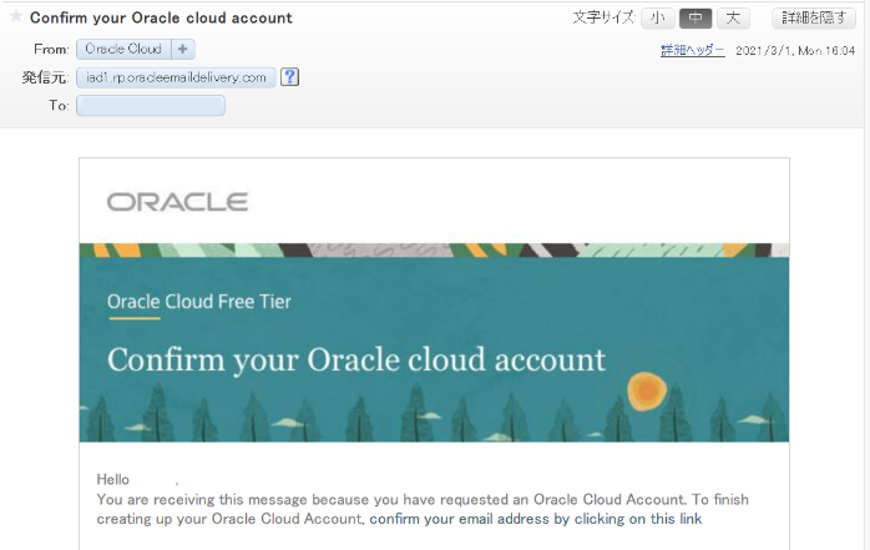 Confirm your Oracle cloud account
文字サイズ: 小 中 大 詳細を隠す
From: Oracle Cloud +
詳細ヘッダー 2021/3/1, Mon 16:04
発信元: iad1.rp.oracleemaildelivery.com ?
To:
ORACLE
Oracle Cloud Free Tier
Confirm your Oracle cloud account
Hello ,
You are receiving this message because you have requested an Oracle Cloud Account. To finish
creating up your Oracle Cloud Account, confirm your email address by clicking on this link